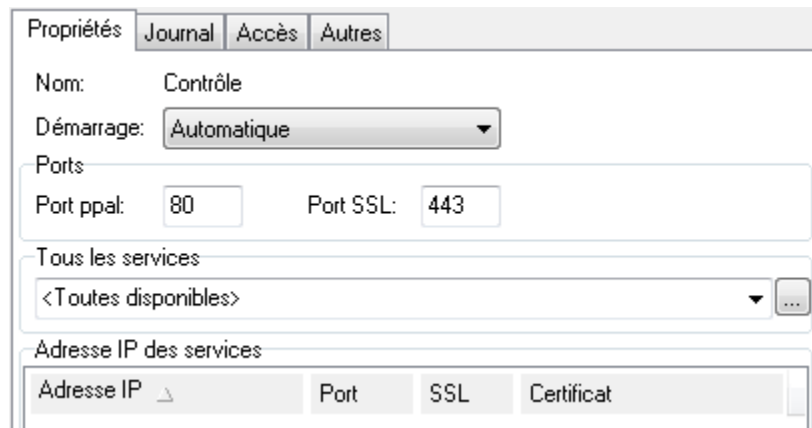 Propriétés Journal Accès Autres
Nom: Contrôle
Démarrage: Automatique
Ports
Port ppal: 80 Port SSL: 443
Tous les services
<Toutes disponibles> ...
Adresse IP des services
Adresse IP Port SSL Certificat